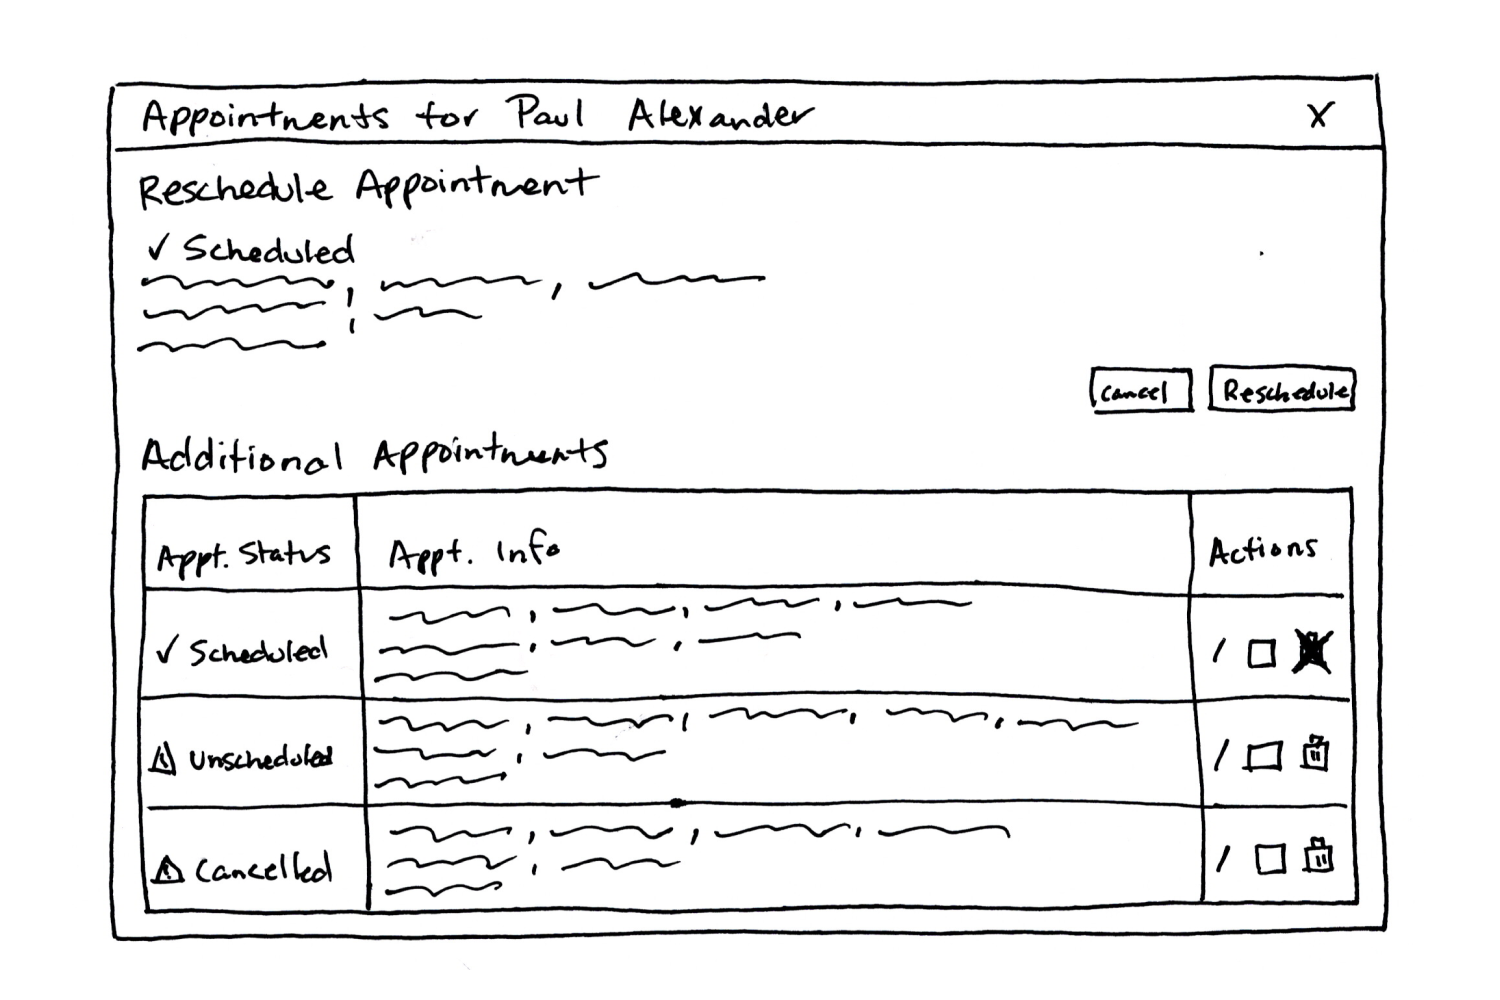 Appointments for Paul Alexander X
Reschedule Appointment
✓ Scheduled
Cancel Reschedule
Additional Appointments
Appt. Status Appt. Info Actions
✓ Scheduled
Unscheduled
Cancelled